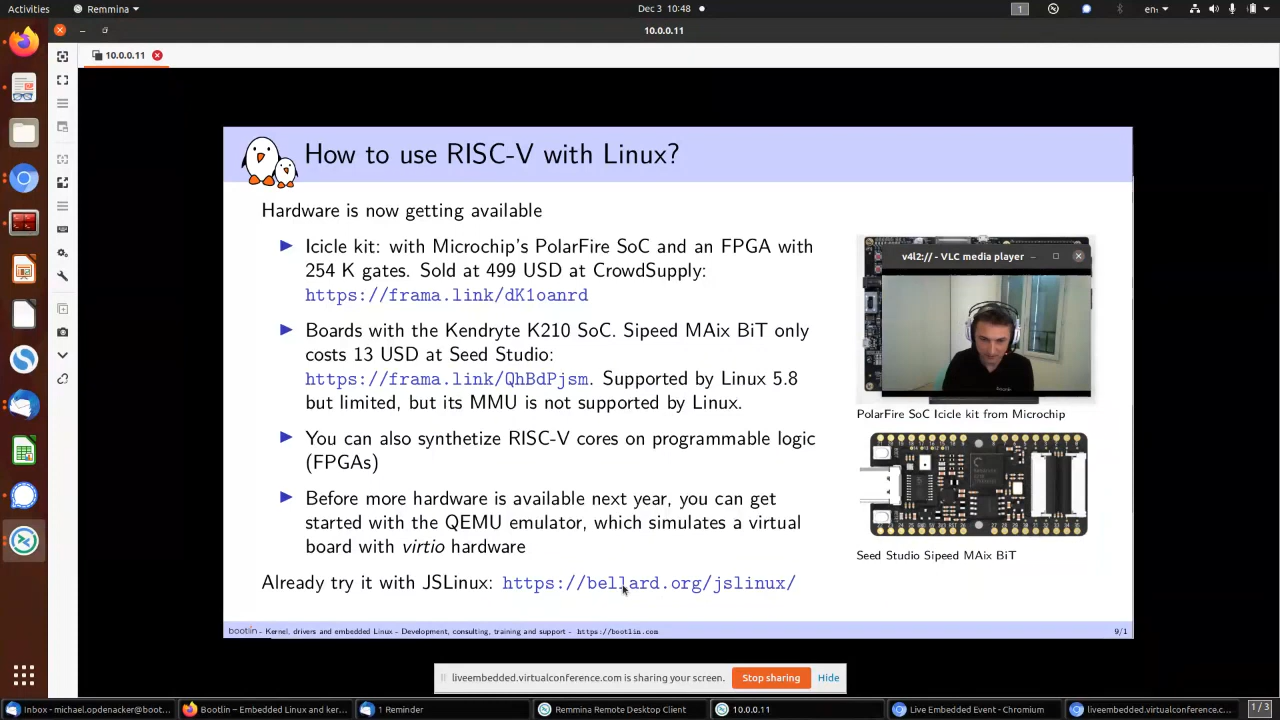 Activities
Remmina
Dec 3 10:48
1
en
10.0.0.11
10.0.0.11
How to use RISC-V with Linux?
Hardware is now getting available
Icicle kit: with Microchip's PolarFire SoC and an FPGA with
254 K gates. Sold at 499 USD at CrowdSupply:
https://frama.link/dK1oanrd
Boards with the Kendryte K210 SoC. Sipeed MAix BiT only
costs 13 USD at Seed Studio:
https://frama.link/QhBdPjsm. Supported by Linux 5.8
but limited, but its MMU is not supported by Linux.
You can also synthetize RISC-V cores on programmable logic
(FPGAs)
Before more hardware is available next year, you can get
started with the QEMU emulator, which simulates a virtual
board with virtio hardware
Already try it with JSLinux: https://bellard.org/jslinux/
v4l2:// - VLC media player
PolarFire SoC Icicle kit from Microchip
Seed Studio Sipeed MAix BiT
bootlin - Kernel, drivers and embedded Linux - Development, consulting, training and support - https://bootlin.com
9/1
liveembedded.virtualconference.com is sharing your screen.
Stop sharing
Hide
Inbox - michael.opdenacker@boot...
Bootlin – Embedded Linux and ker...
1 Reminder
Remmina Remote Desktop Client
10.0.0.11
Live Embedded Event - Chromium
liveembedded.virtualconference.c...
1 / 3